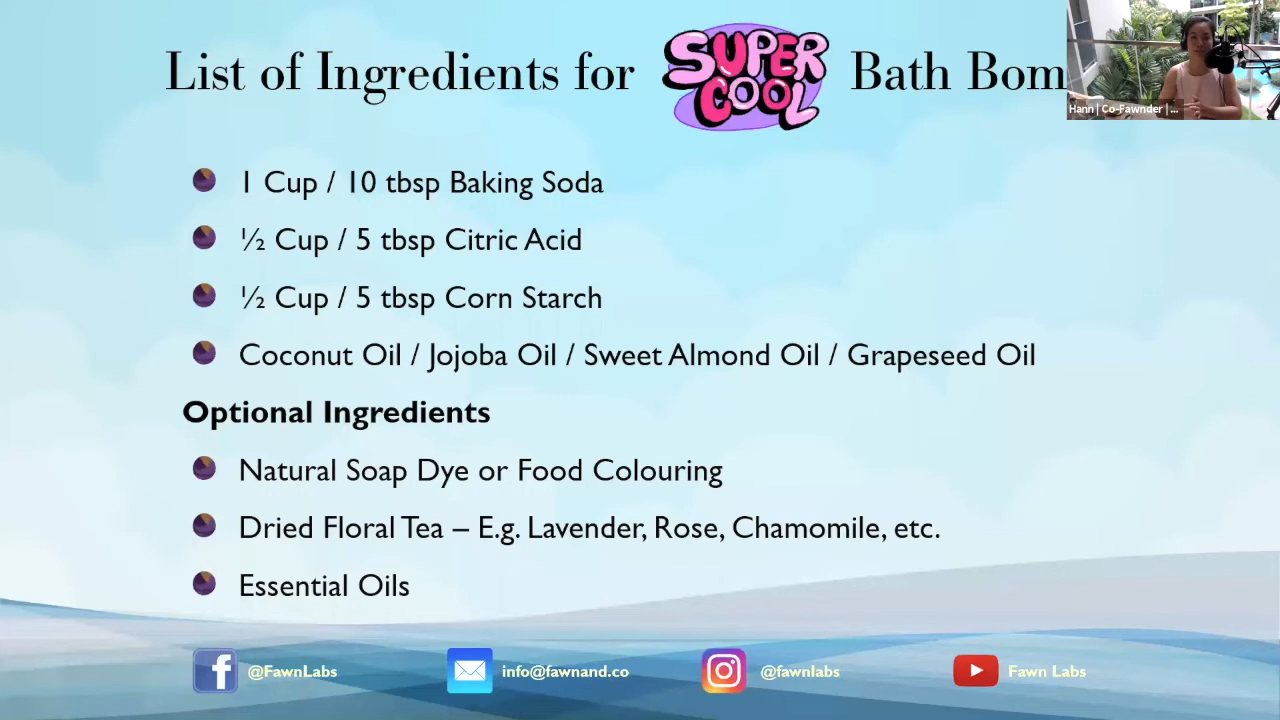 List of Ingredients for SUPER COOL Bath Bom
Hann | Co-Fawnder | ...
1 Cup / 10 tbsp Baking Soda
½ Cup / 5 tbsp Citric Acid
½ Cup / 5 tbsp Corn Starch
Coconut Oil / Jojoba Oil / Sweet Almond Oil / Grapeseed Oil
Optional Ingredients
Natural Soap Dye or Food Colouring
Dried Floral Tea – E.g. Lavender, Rose, Chamomile, etc.
Essential Oils
@FawnLabs info@fawnand.co @fawnlabs Fawn Labs